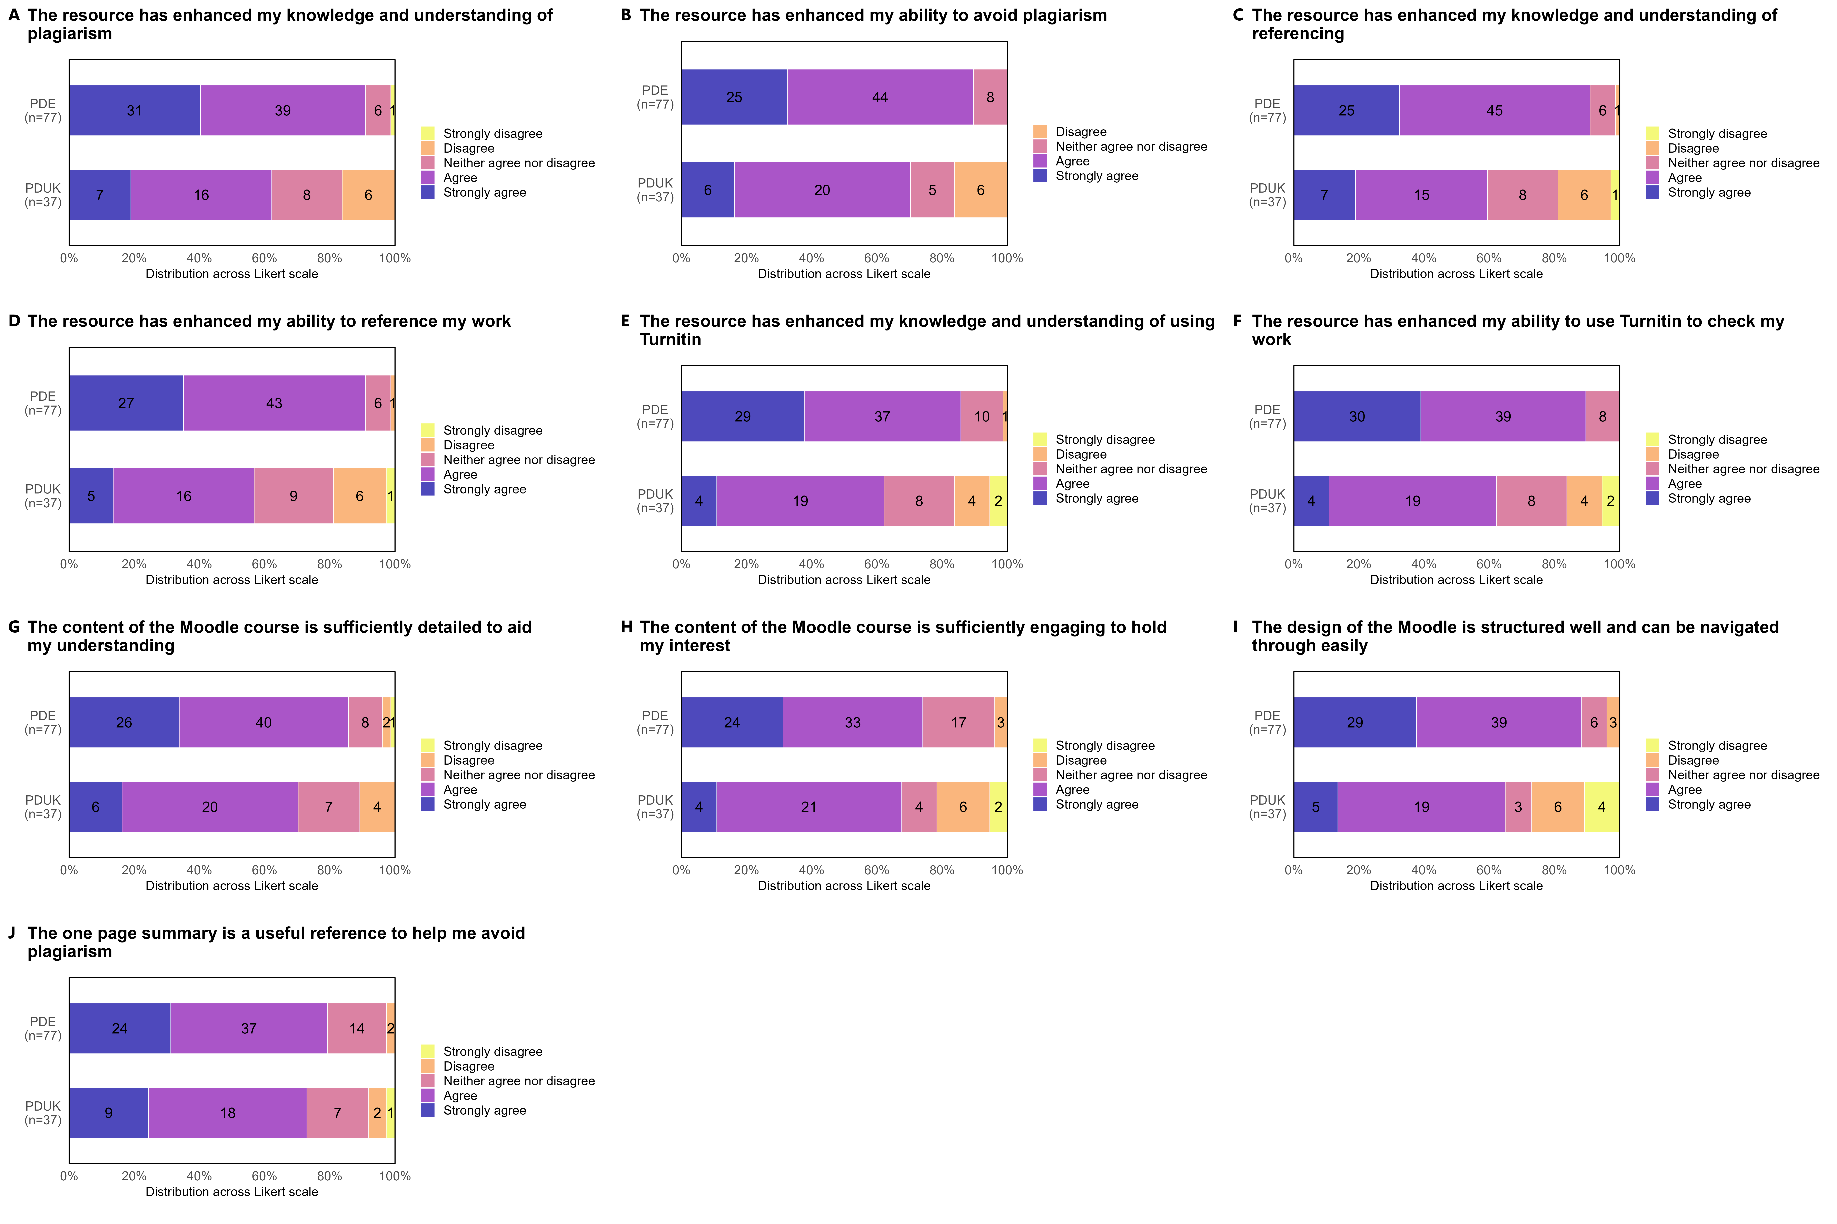 A The resource has enhanced my knowledge and understanding of
plagiarism
PDE
(n=77)
31 39 6 1
PDUK
(n=37)
7 16 8 6
0% 20% 40% 60% 80% 100%
Distribution across Likert scale
Strongly disagree
Disagree
Neither agree nor disagree
Agree
Strongly agree
B The resource has enhanced my ability to avoid plagiarism
PDE
(n=77)
25 44 8
PDUK
(n=37)
6 20 5 6
0% 20% 40% 60% 80% 100%
Distribution across Likert scale
Disagree
Neither agree nor disagree
Agree
Strongly agree
C The resource has enhanced my knowledge and understanding of
referencing
PDE
(n=77)
25 45 6 1
PDUK
(n=37)
7 15 8 6 1
0% 20% 40% 60% 80% 100%
Distribution across Likert scale
Strongly disagree
Disagree
Neither agree nor disagree
Agree
Strongly agree
D The resource has enhanced my ability to reference my work
PDE
(n=77)
27 43 6 1
PDUK
(n=37)
5 16 9 6 1
0% 20% 40% 60% 80% 100%
Distribution across Likert scale
Strongly disagree
Disagree
Neither agree nor disagree
Agree
Strongly agree
E The resource has enhanced my knowledge and understanding of using
Turnitin
PDE
(n=77)
29 37 10 1
PDUK
(n=37)
4 19 8 4 2
0% 20% 40% 60% 80% 100%
Distribution across Likert scale
Strongly disagree
Disagree
Neither agree nor disagree
Agree
Strongly agree
F The resource has enhanced my ability to use Turnitin to check my
work
PDE
(n=77)
30 39 8
PDUK
(n=37)
4 19 8 4 2
0% 20% 40% 60% 80% 100%
Distribution across Likert scale
Strongly disagree
Disagree
Neither agree nor disagree
Agree
Strongly agree
G The content of the Moodle course is sufficiently detailed to aid
my understanding
PDE
(n=77)
26 40 8 2 1
PDUK
(n=37)
6 20 7 4
0% 20% 40% 60% 80% 100%
Distribution across Likert scale
Strongly disagree
Disagree
Neither agree nor disagree
Agree
Strongly agree
H The content of the Moodle course is sufficiently engaging to hold
my interest
PDE
(n=77)
24 33 17 3
PDUK
(n=37)
4 21 4 6 2
0% 20% 40% 60% 80% 100%
Distribution across Likert scale
Strongly disagree
Disagree
Neither agree nor disagree
Agree
Strongly agree
I The design of the Moodle is structured well and can be navigated
through easily
PDE
(n=77)
29 39 6 3
PDUK
(n=37)
5 19 3 6 4
0% 20% 40% 60% 80% 100%
Distribution across Likert scale
Strongly disagree
Disagree
Neither agree nor disagree
Agree
Strongly agree
J The one page summary is a useful reference to help me avoid
plagiarism
PDE
(n=77)
24 37 14 2
PDUK
(n=37)
9 18 7 2 1
0% 20% 40% 60% 80% 100%
Distribution across Likert scale
Strongly disagree
Disagree
Neither agree nor disagree
Agree
Strongly agree